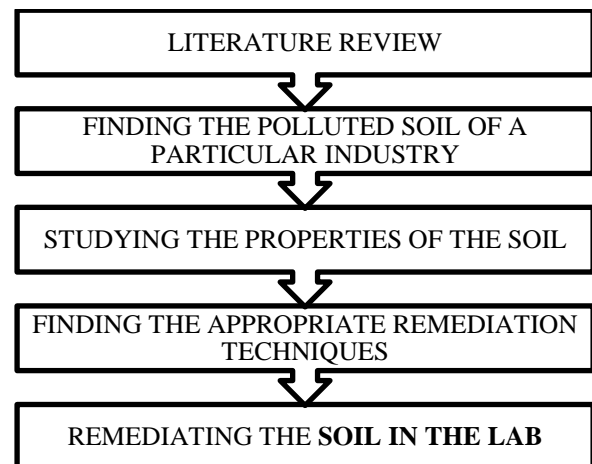 LITERATURE REVIEW
FINDING THE POLLUTED SOIL OF A
PARTICULAR INDUSTRY
STUDYING THE PROPERTIES OF THE SOIL
FINDING THE APPROPRIATE REMEDIATION
TECHNIQUES
REMEDIATING THE SOIL IN THE LAB